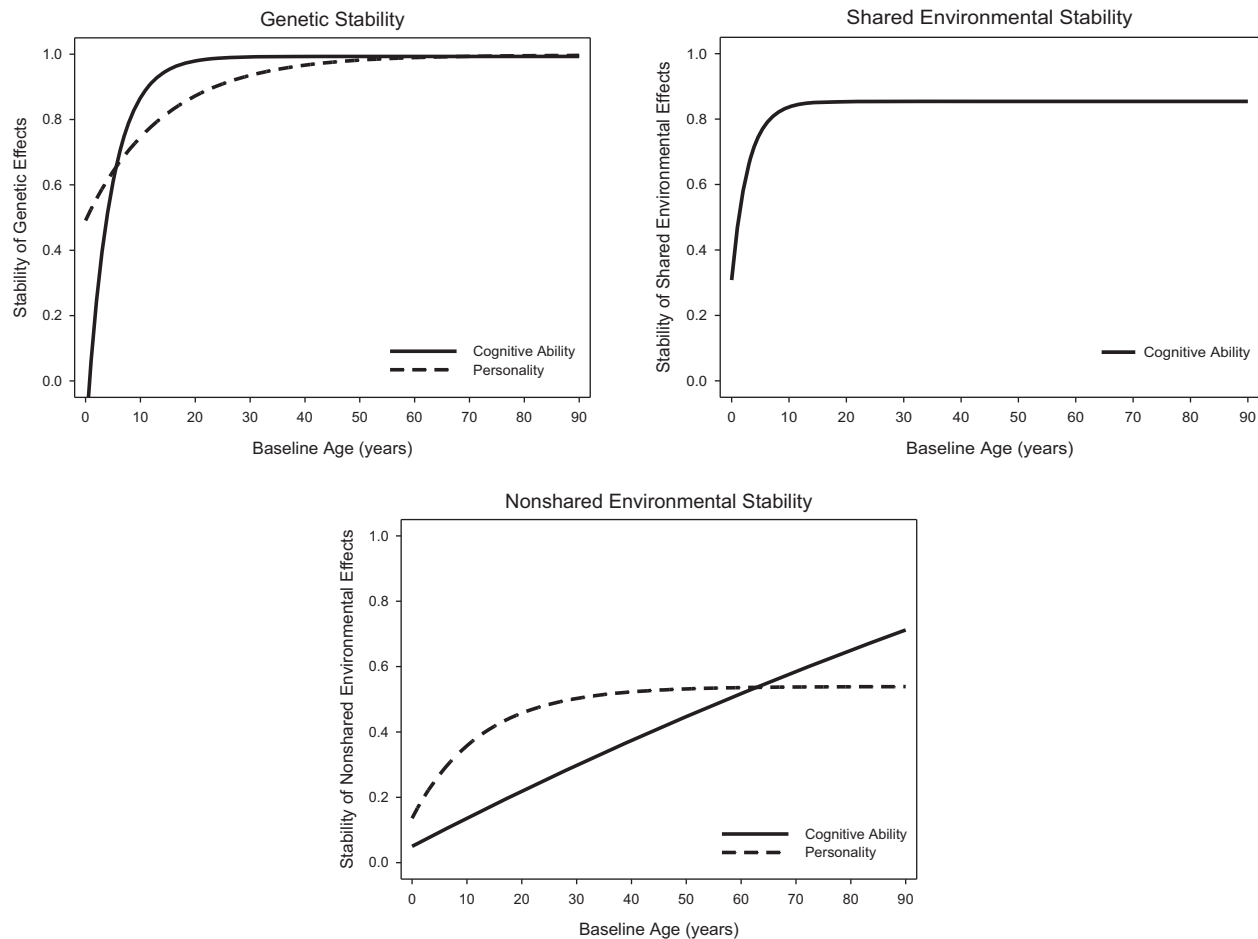 Genetic Stability
Stability of Genetic Effects
1.0
0.8
0.6
0.4
0.2
0.0
Cognitive Ability
Personality
0 10 20 30 40 50 60 70 80 90
Baseline Age (years)
Shared Environmental Stability
Stability of Shared Environmental Effects
1.0
0.8
0.6
0.4
0.2
0.0
Cognitive Ability
0 10 20 30 40 50 60 70 80 90
Baseline Age (years)
Nonshared Environmental Stability
Stability of Nonshared Environmental Effects
1.0
0.8
0.6
0.4
0.2
0.0
Cognitive Ability
Personality
0 10 20 30 40 50 60 70 80 90
Baseline Age (years)